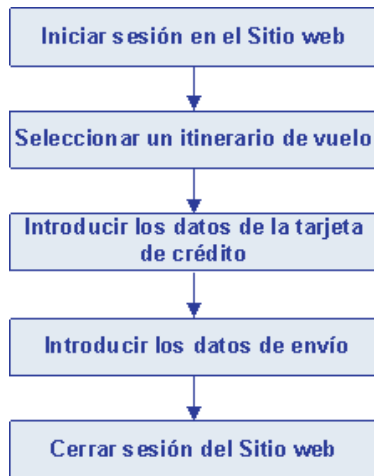 Iniciar sesión en el Sitio web
Seleccionar un itinerario de vuelo
Introducir los datos de la tarjeta
de crédito
Introducir los datos de envío
Cerrar sesión del Sitio web